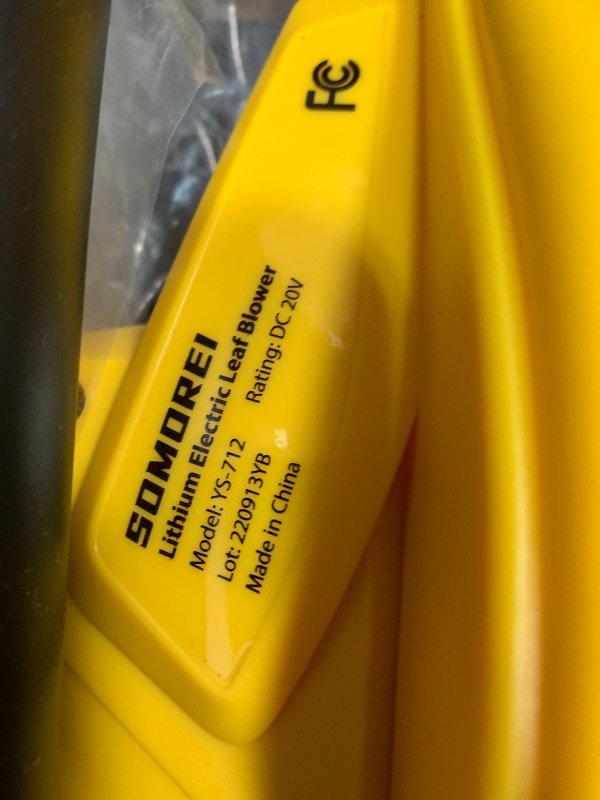 FC
SOMOREI
Lithium Electric Leaf Blower
Model: YS-712 Rating: DC 20V
Lot: 220913YB
Made in China